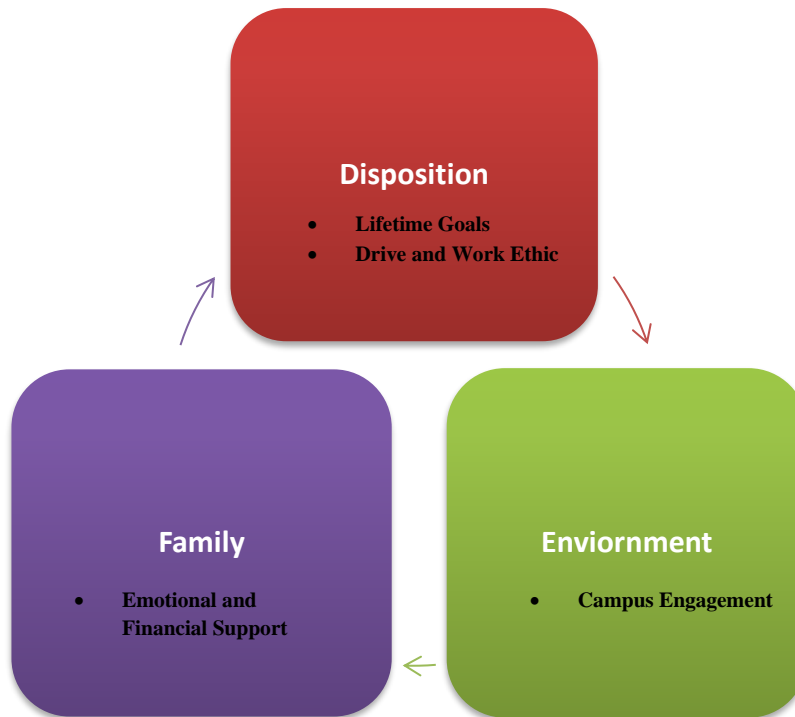 Disposition
• Lifetime Goals
• Drive and Work Ethic
Family
• Emotional and
Financial Support
Enviornment
• Campus Engagement